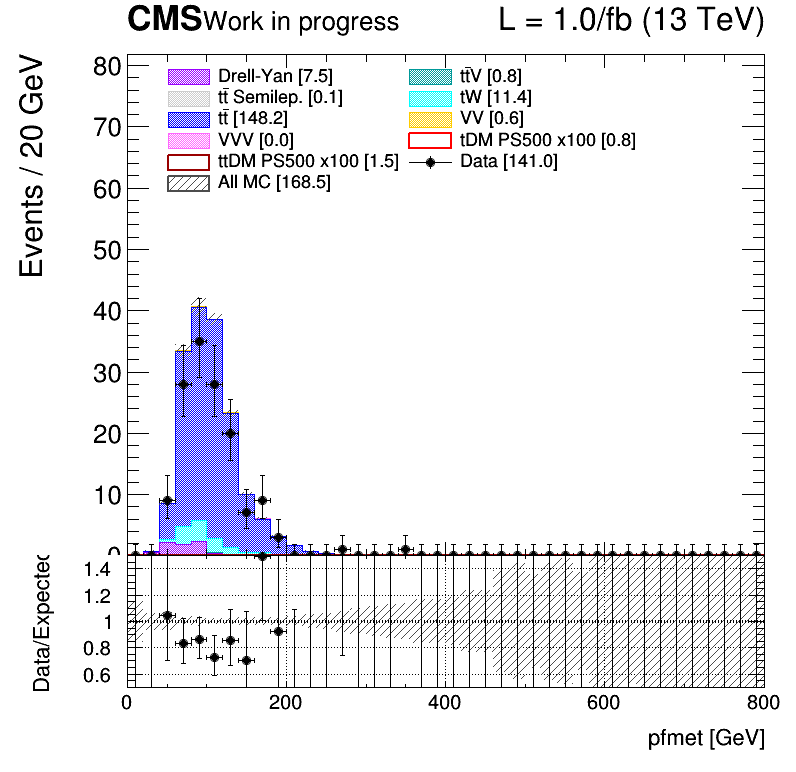 CMS Work in progress L = 1.0/fb (13 TeV)
Events / 20 GeV
80
70
60
50
40
30
20
10
0
Drell-Yan [7.5] tt̄V [0.8]
tt̄ Semilep. [0.1] tW [11.4]
tt̄ [148.2] VV [0.6]
VVV [0.0] tDM PS500 x100 [0.8]
ttDM PS500 x100 [1.5] Data [141.0]
All MC [168.5]
Data/Expected
1.4
1.2
1
0.8
0.6
0 200 400 600 800
pfmet [GeV]